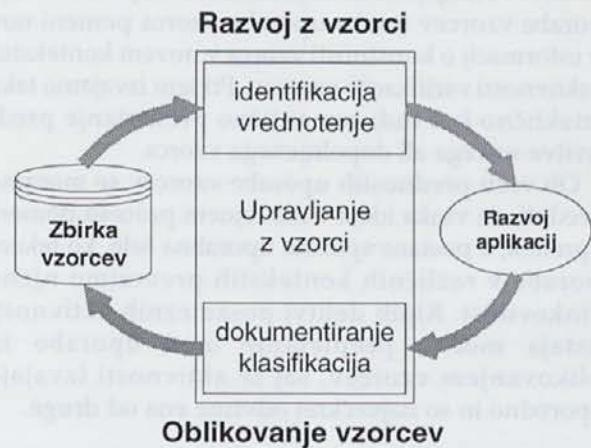 Razvoj z vzorci
identifikacija
vrednotenje
Zbirka
vzorcev
Upravljanje
z vzorci
Razvoj
aplikacij
dokumentiranje
klasifikacija
Oblikovanje vzorcev